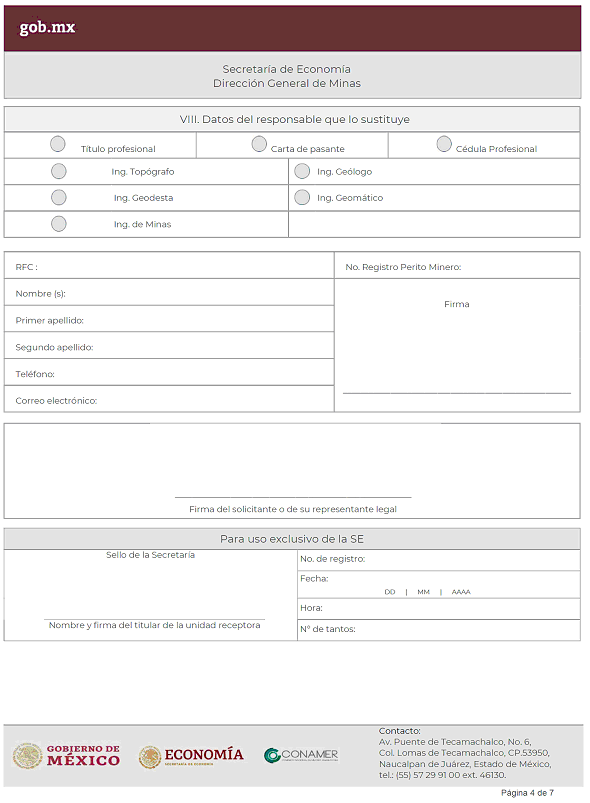 gob.mx
Secretaría de Economía
Dirección General de Minas
VIII. Datos del responsable que lo sustituye
Título profesional
Carta de pasante
Cédula Profesional
Ing. Topógrafo
Ing. Geólogo
Ing. Geodesta
Ing. Geomático
Ing. de Minas
RFC :
No. Registro Perito Minero:
Nombre (s):
Firma
Primer apellido:
Segundo apellido:
Teléfono:
Correo electrónico:
Firma del solicitante o de su representante legal
Para uso exclusivo de la SE
Sello de la Secretaría
No. de registro:
Fecha:
DD | MM | AAAA
Hora:
Nombre y firma del titular de la unidad receptora
N° de tantos:
GOBIERNO DE
MÉXICO
ECONOMÍA
SECRETARÍA DE ECONOMÍA
CONAMER
Contacto:
Av. Puente de Tecamachalco, No. 6,
Col. Lomas de Tecamachalco, CP.53950,
Naucalpan de Juárez, Estado de México,
tel.: (55) 57 29 91 00 ext. 46130.
Página 4 de 7